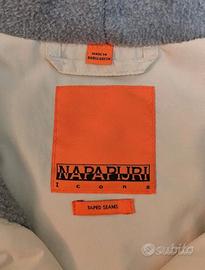 MADE IN
BANGLADESH
NAPAPIJRI
Icons
TAPED SEAMS
subito